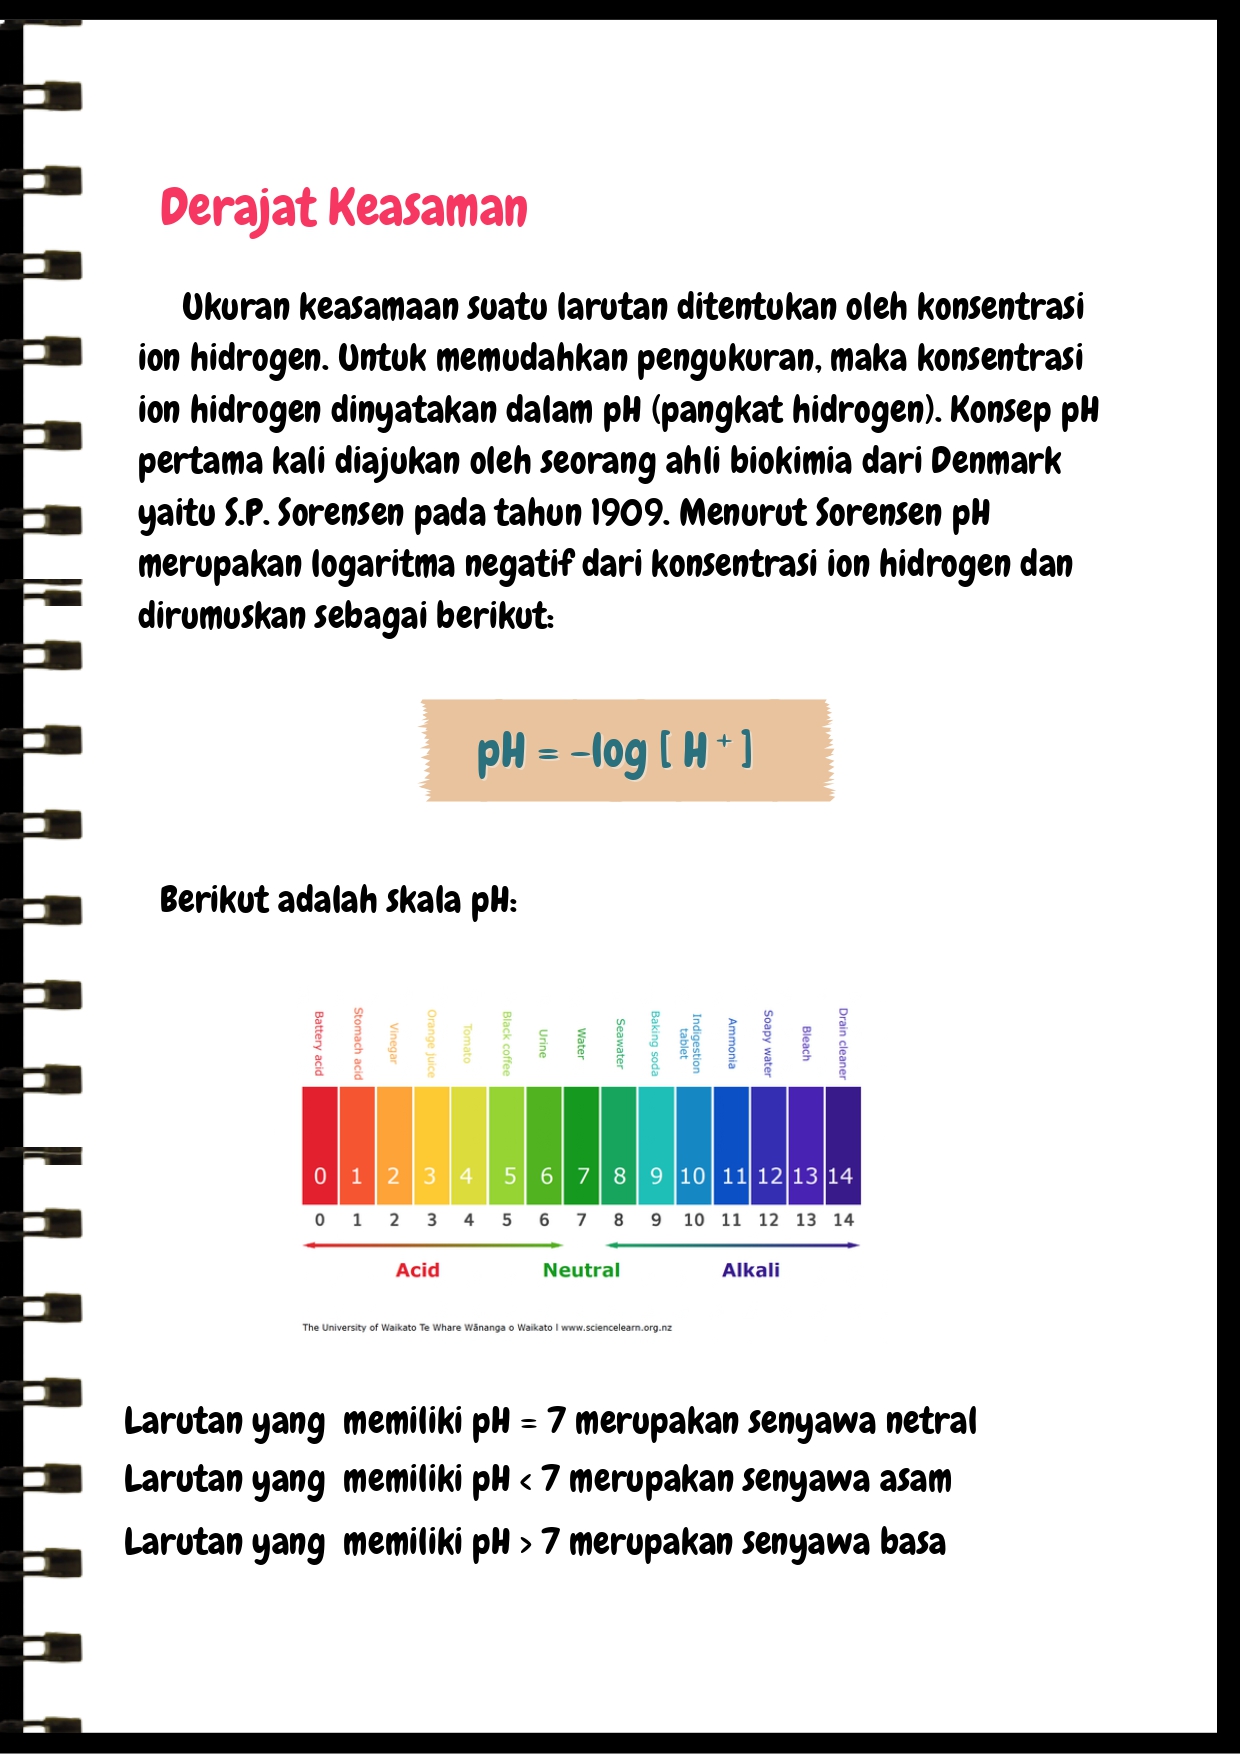 Derajat Keasaman
Ukuran keasamaan suatu larutan ditentukan oleh konsentrasi
ion hidrogen. Untuk memudahkan pengukuran, maka konsentrasi
ion hidrogen dinyatakan dalam pH (pangkat hidrogen). Konsep pH
pertama kali diajukan oleh seorang ahli biokimia dari Denmark
yaitu S.P. Sorensen pada tahun 1909. Menurut Sorensen pH
merupakan logaritma negatif dari konsentrasi ion hidrogen dan
dirumuskan sebagai berikut:
pH = -log [ H⁺ ]
Berikut adalah skala pH:
Battery acid
Stomach acid
Vinegar
Orange juice
Tomato
Black coffee
Urine
Water
Seawater
Baking soda
Indigestion
tablet
Ammonia
Soapy water
Bleach
Drain cleaner
0 1 2 3 4 5 6 7 8 9 10 11 12 13 14
0 1 2 3 4 5 6 7 8 9 10 11 12 13 14
Acid Neutral Alkali
The University of Waikato Te Whare Wānanga o Waikato | www.sciencelearn.org.nz
Larutan yang memiliki pH = 7 merupakan senyawa netral
Larutan yang memiliki pH < 7 merupakan senyawa asam
Larutan yang memiliki pH > 7 merupakan senyawa basa